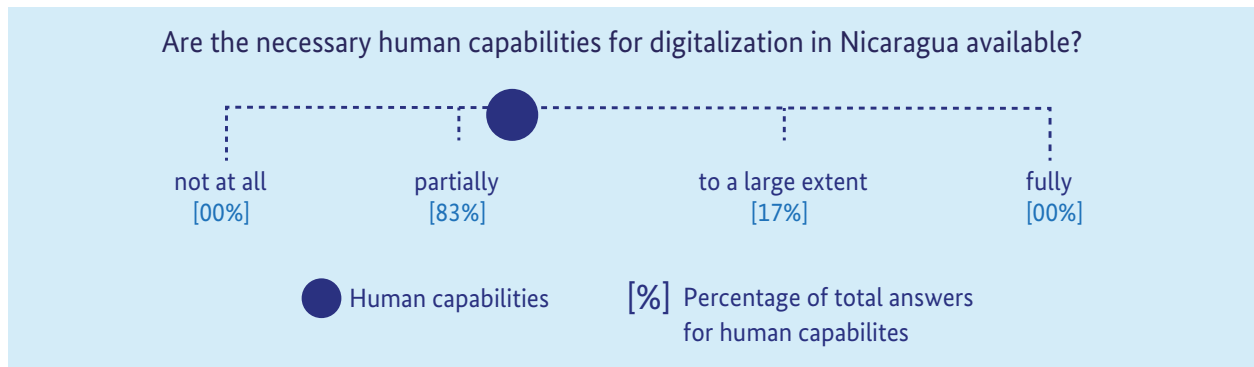 Are the necessary human capabilities for digitalization in Nicaragua available?
not at all
[00%]
partially
[83%]
to a large extent
[17%]
fully
[00%]
Human capabilities
[%] Percentage of total answers
for human capabilites